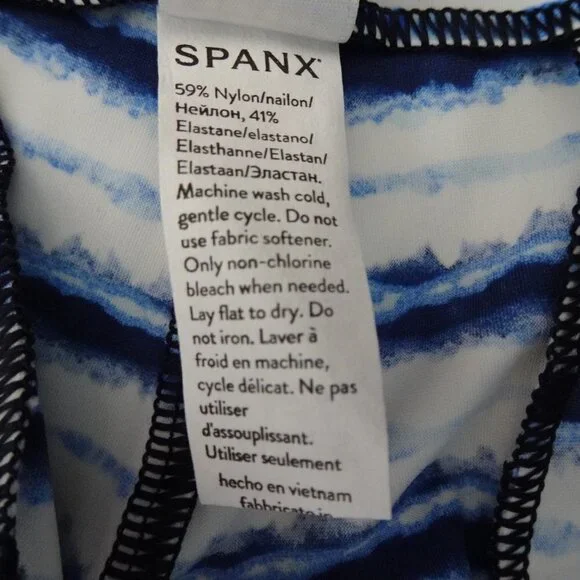 SPANX®
59% Nylon/nailon/
Нейлон, 41%
Elastane/elastano/
Elasthanne/Elastan/
Elastaan/Эластан.
Machine wash cold,
gentle cycle. Do not
use fabric softener.
Only non-chlorine
bleach when needed.
Lay flat to dry. Do
not iron. Laver à
froid en machine,
cycle délicat. Ne pas
utiliser
d'assouplissant.
Utiliser seulement
hecho en vietnam
fabbricato in